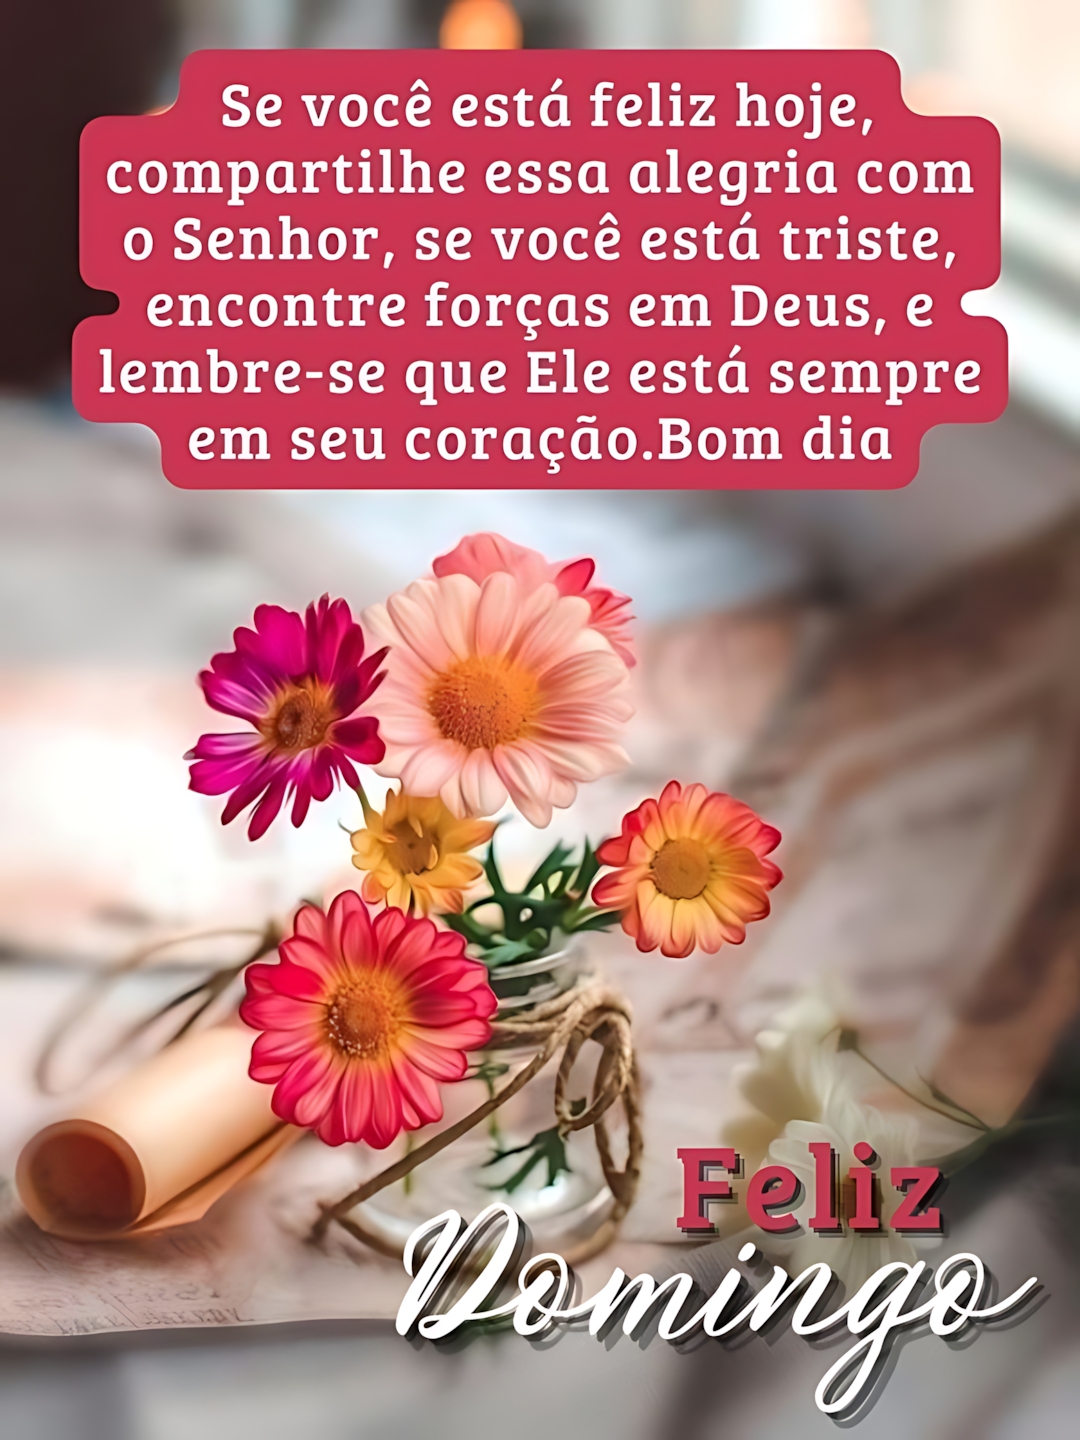 Se você está feliz hoje,
compartilhe essa alegria com
o Senhor, se você está triste,
encontre forças em Deus, e
lembre-se que Ele está sempre
em seu coração.Bom dia
Feliz
Domingo